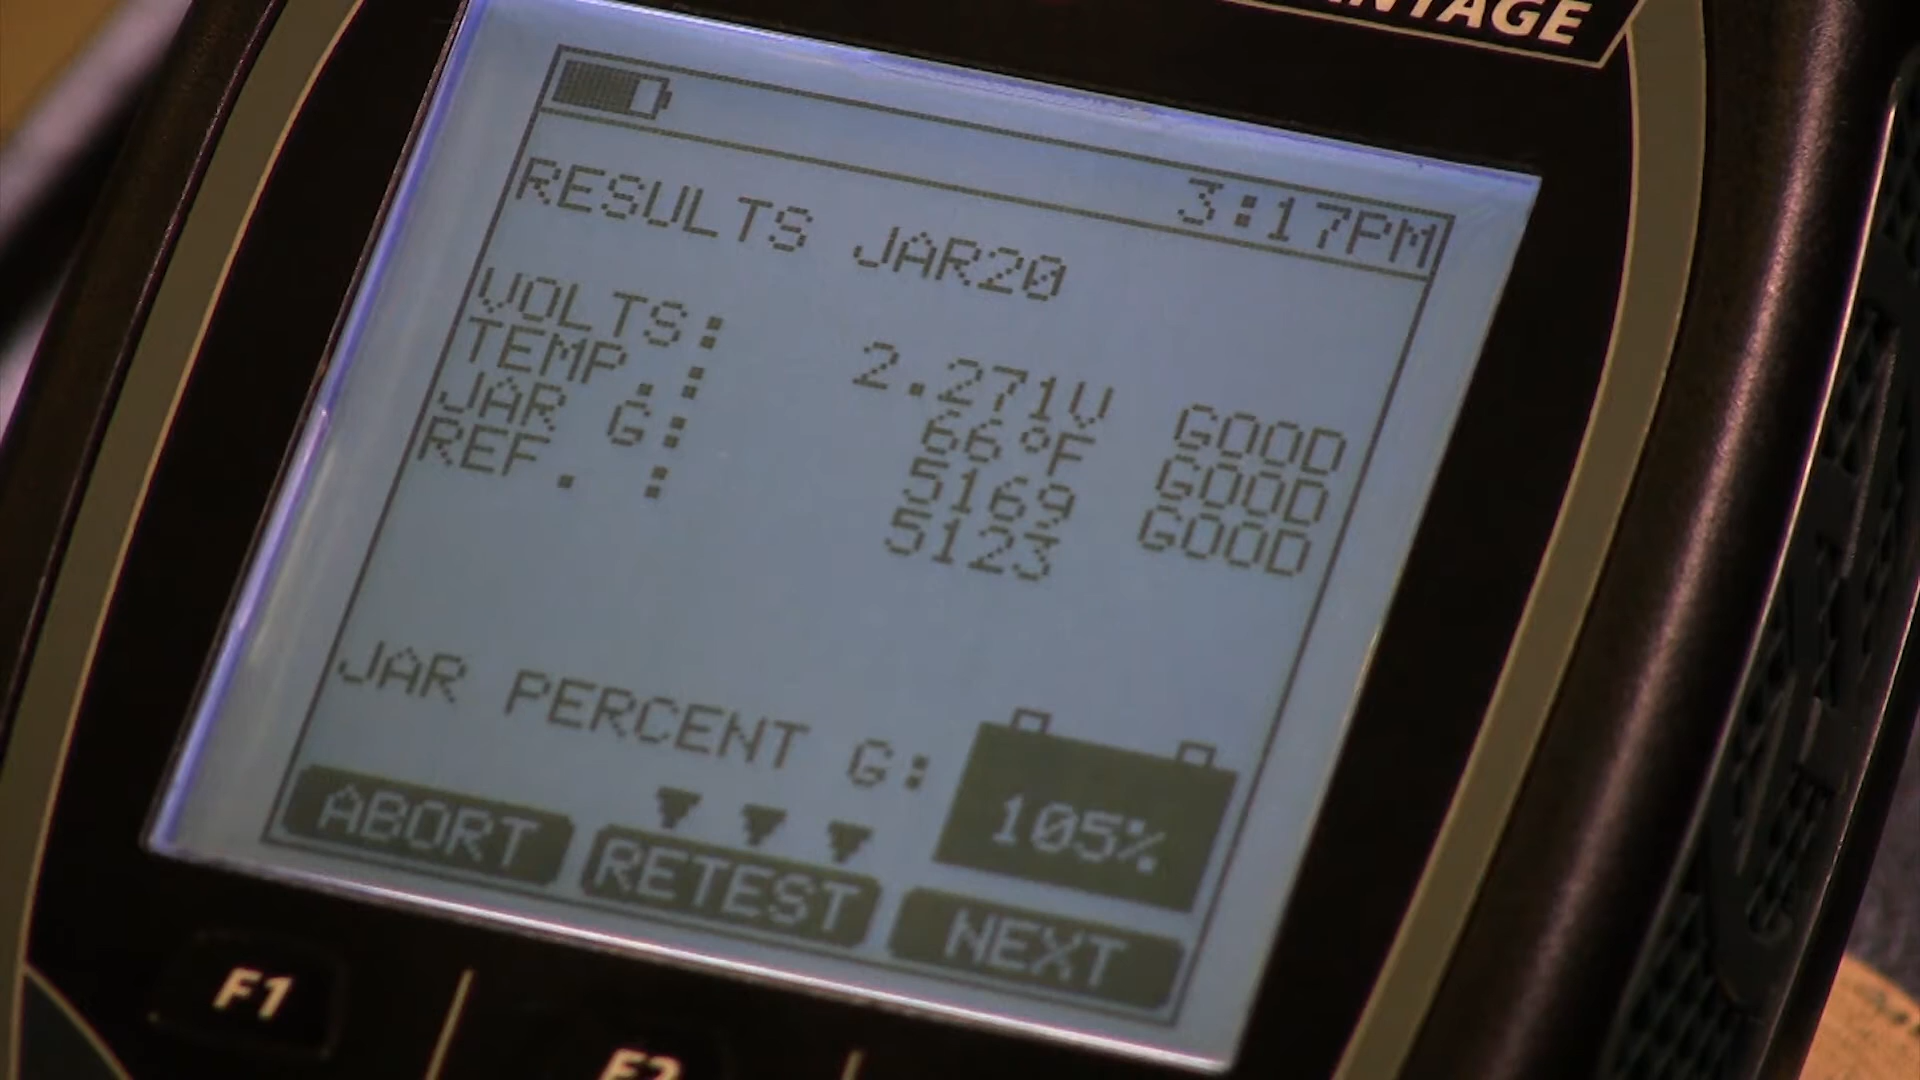 3:17PM
RESULTS JAR20
VOLTS: 2.271V GOOD
TEMP.: 66°F GOOD
JAR G: 5169 GOOD
REF. : 5123
JAR PERCENT G: 105%
ABORT RETEST NEXT
F1
F2